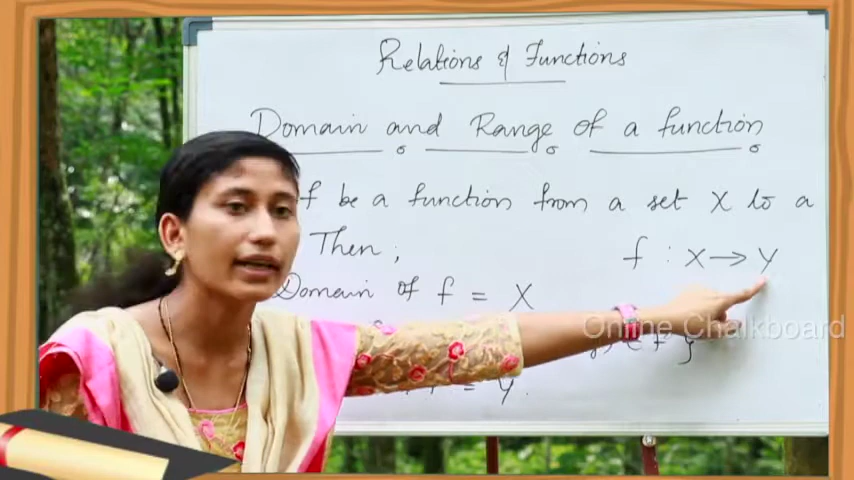 Relations & Functions
Domain and Range of a function
f be a function from a set X to a
Then ; f : X → Y
Domain of f = X
Online Chalkboard
= Y .